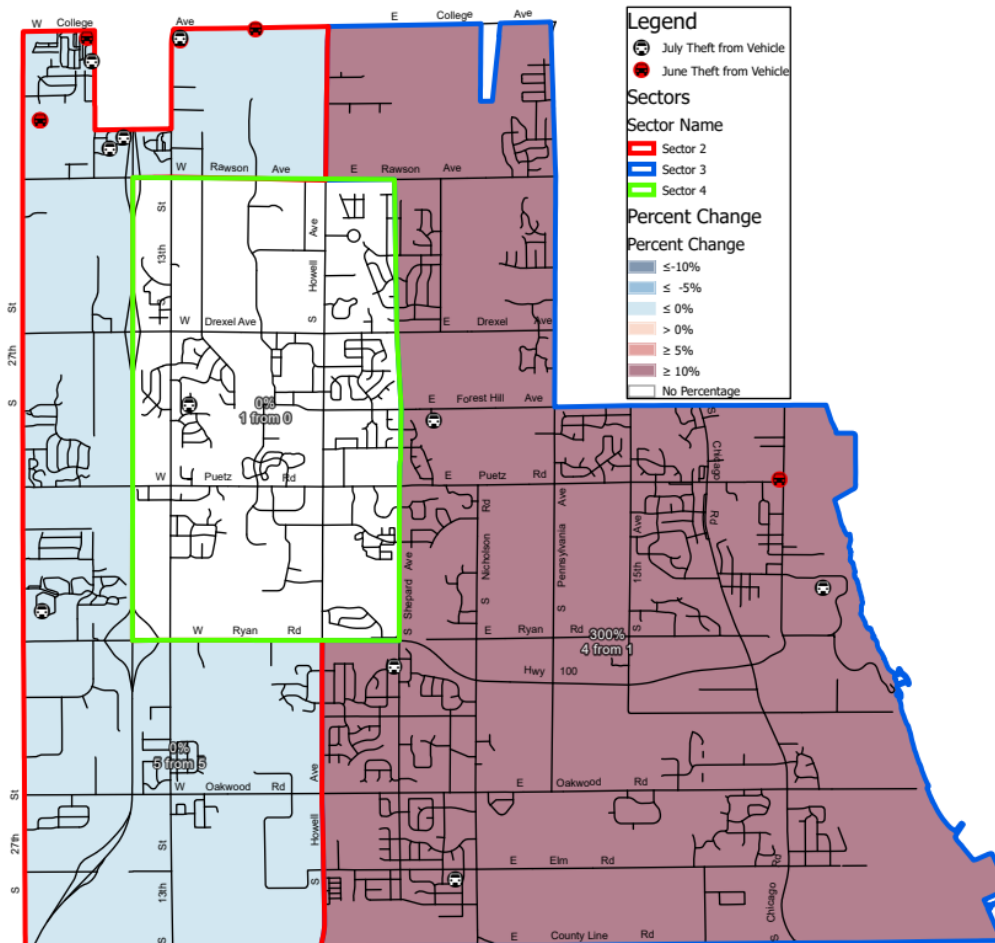 W College Ave
E College Ave
Legend
July Theft from Vehicle
June Theft from Vehicle
Sectors
Sector Name
Sector 2
Sector 3
Sector 4
Percent Change
Percent Change
≤-10%
≤ -5%
≤ 0%
> 0%
≥ 5%
≥ 10%
No Percentage
W Rawson Ave
E Rawson Ave
S 13th St
S Howell Ave
S 27th St
W Drexel Ave
E Drexel Ave
0%
1 from 0
E Forest Hill Ave
W Puetz Rd
E Puetz Rd
S Chicago Rd
S Nicholson Rd
S Pennsylvania Ave
15th Ave
S Shepard Ave
W Ryan Rd
E Ryan Rd
300%
4 from 1
Hwy 100
0%
5 from 5
W Oakwood Rd
E Oakwood Rd
S 27th St
S 13th St
S Howell Ave
E Elm Rd
S Chicago Rd
E County Line Rd